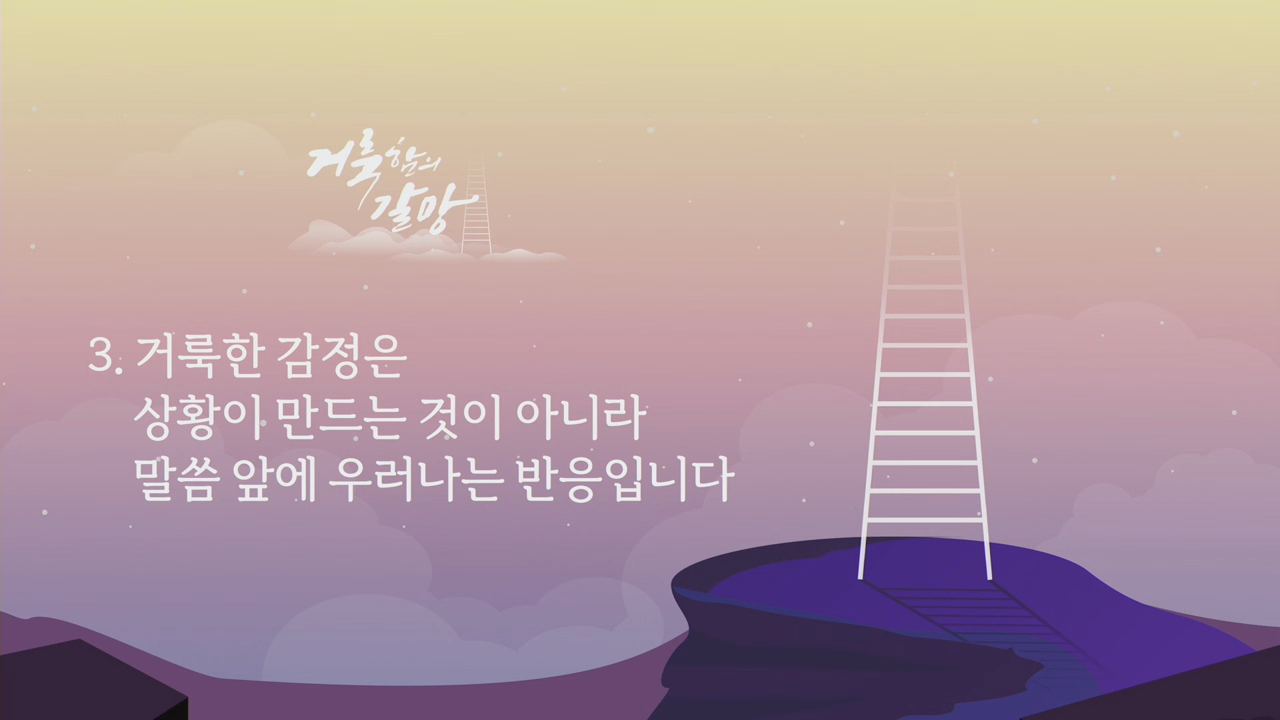 거룩함의
갈망
3. 거룩한 감정은
상황이 만드는 것이 아니라
말씀 앞에 우러나는 반응입니다